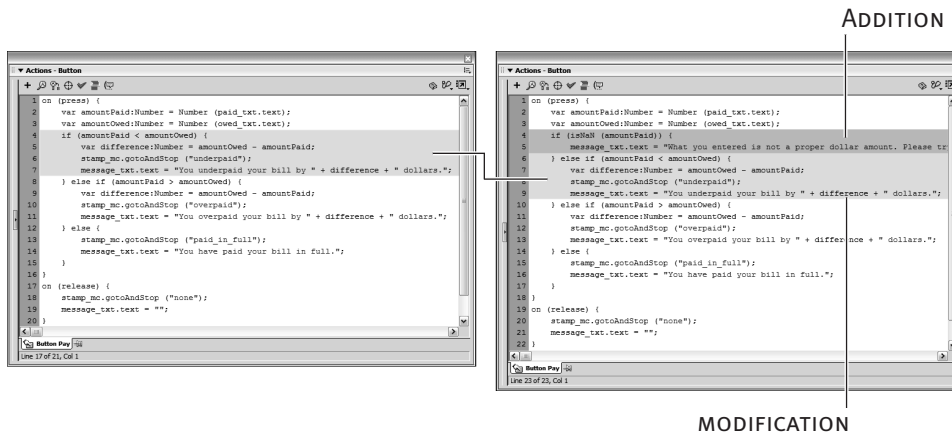 ADDITION
Actions - Button
1 on (press) {
2 var amountPaid:Number = Number (paid_txt.text);
3 var amountOwed:Number = Number (owed_txt.text);
4 if (amountPaid < amountOwed) {
5 var difference:Number = amountOwed - amountPaid;
6 stamp_mc.gotoAndStop ("underpaid");
7 message_txt.text = "You underpaid your bill by " + difference + " dollars.";
8 } else if (amountPaid > amountOwed) {
9 var difference:Number = amountOwed - amountPaid;
10 stamp_mc.gotoAndStop ("overpaid");
11 message_txt.text = "You overpaid your bill by " + difference + " dollars.";
12 } else {
13 stamp_mc.gotoAndStop ("paid_in_full");
14 message_txt.text = "You have paid your bill in full.";
15 }
16 }
17 on (release) {
18 stamp_mc.gotoAndStop ("none");
19 message_txt.text = "";
20 }
Button Pay
Line 17 of 21, Col 1
Actions - Button
1 on (press) {
2 var amountPaid:Number = Number (paid_txt.text);
3 var amountOwed:Number = Number (owed_txt.text);
4 if (isNaN (amountPaid)) {
5 message_txt.text = "What you entered is not a proper dollar amount. Please tr
6 } else if (amountPaid < amountOwed) {
7 var difference:Number = amountOwed - amountPaid;
8 stamp_mc.gotoAndStop ("underpaid");
9 message_txt.text = "You underpaid your bill by " + difference + " dollars.";
10 } else if (amountPaid > amountOwed) {
11 var difference:Number = amountOwed - amountPaid;
12 stamp_mc.gotoAndStop ("overpaid");
13 message_txt.text = "You overpaid your bill by " + difference + " dollars.";
14 } else {
15 stamp_mc.gotoAndStop ("paid_in_full");
16 message_txt.text = "You have paid your bill in full.";
17 }
18 }
19 on (release) {
20 stamp_mc.gotoAndStop ("none");
21 message_txt.text = "";
22 }
Button Pay
Line 23 of 23, Col 1
MODIFICATION